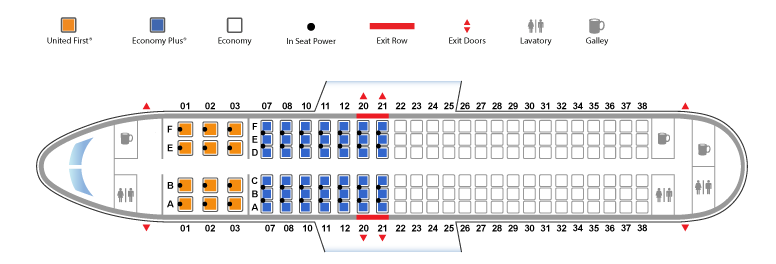 United First® Economy Plus® Economy In Seat Power Exit Row Exit Doors Lavatory Galley
01 02 03 07 08 10 11 12 20 21 22 23 24 25 26 27 28 29 30 31 32 33 34 35 36 37 38
F F
E E
D
B C
B
A A
01 02 03 07 08 10 11 12 20 21 22 23 24 25 26 27 28 29 30 31 32 33 34 35 36 37 38